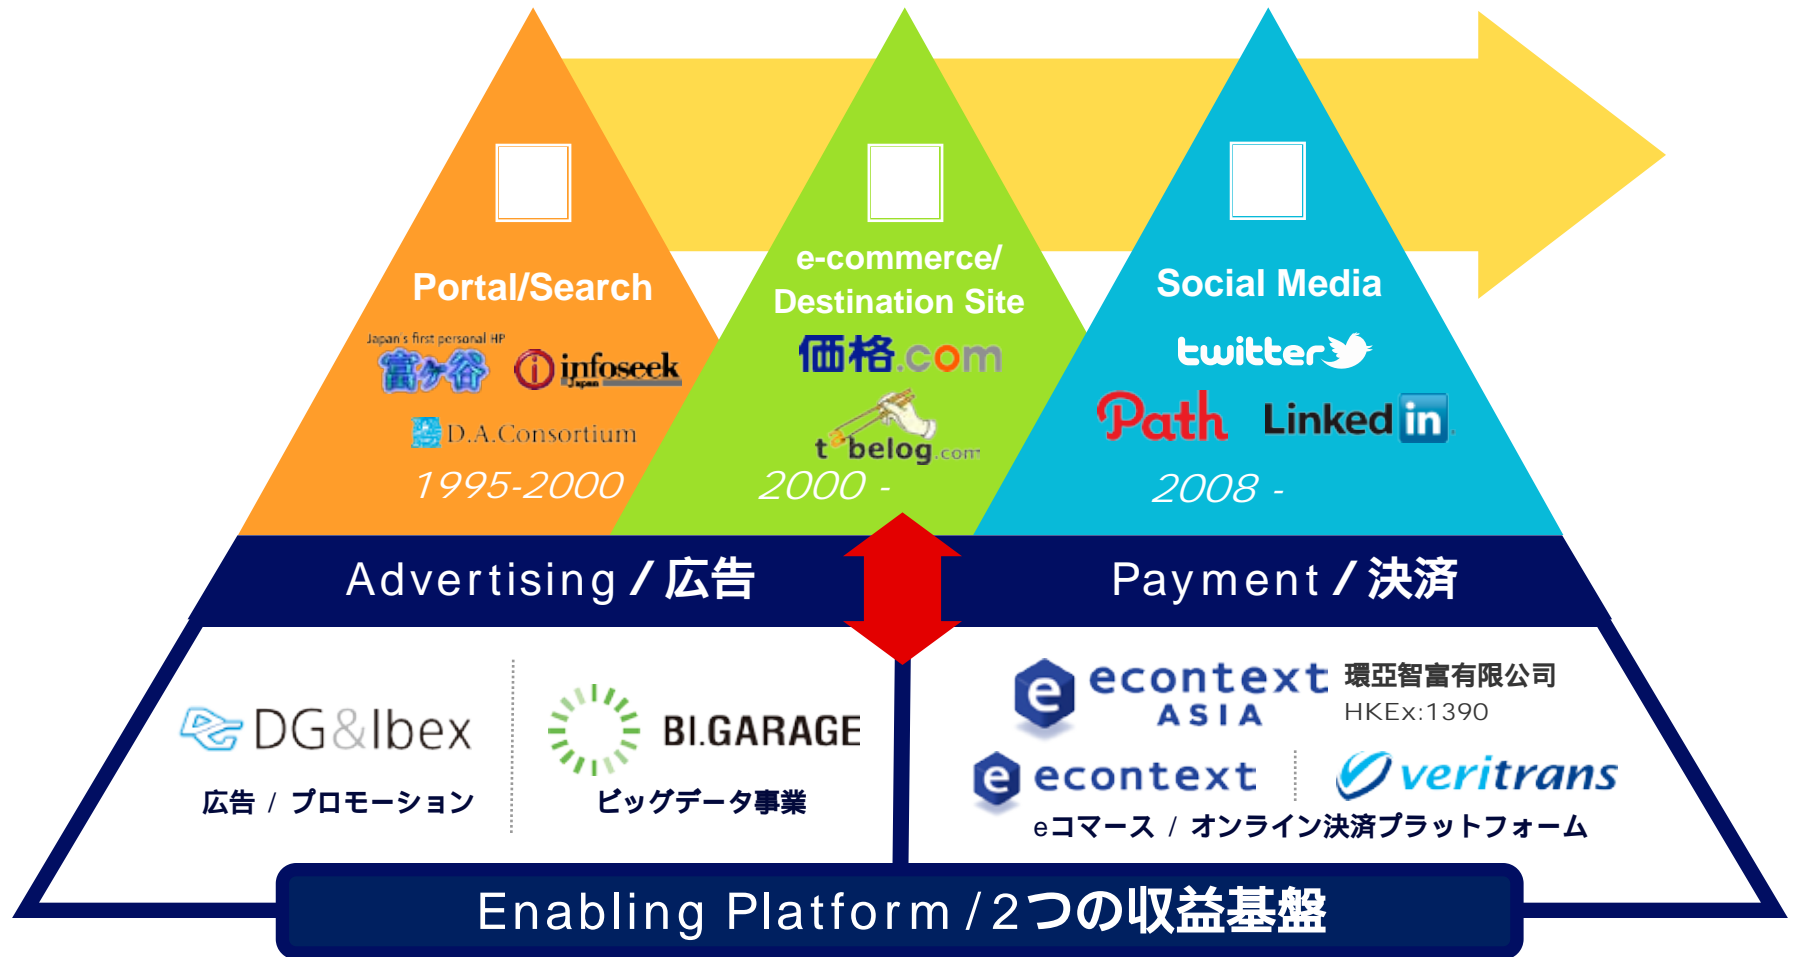 Portal/Search
Japan's first personal HP
富ヶ谷
infoseek
Japan
D.A.Consortium
1995-2000
e-commerce/
Destination Site
価格.com
tabelog.com
2000 -
Social Media
twitter
Path
Linked in
2008 -
Advertising / 広告
Payment / 決済
DG&Ibex
広告 / プロモーション
BI.GARAGE
ビッグデータ事業
econtext
ASIA
環亞智富有限公司
HKEx:1390
econtext
veritrans
eコマース / オンライン決済プラットフォーム
Enabling Platform / 2つの収益基盤